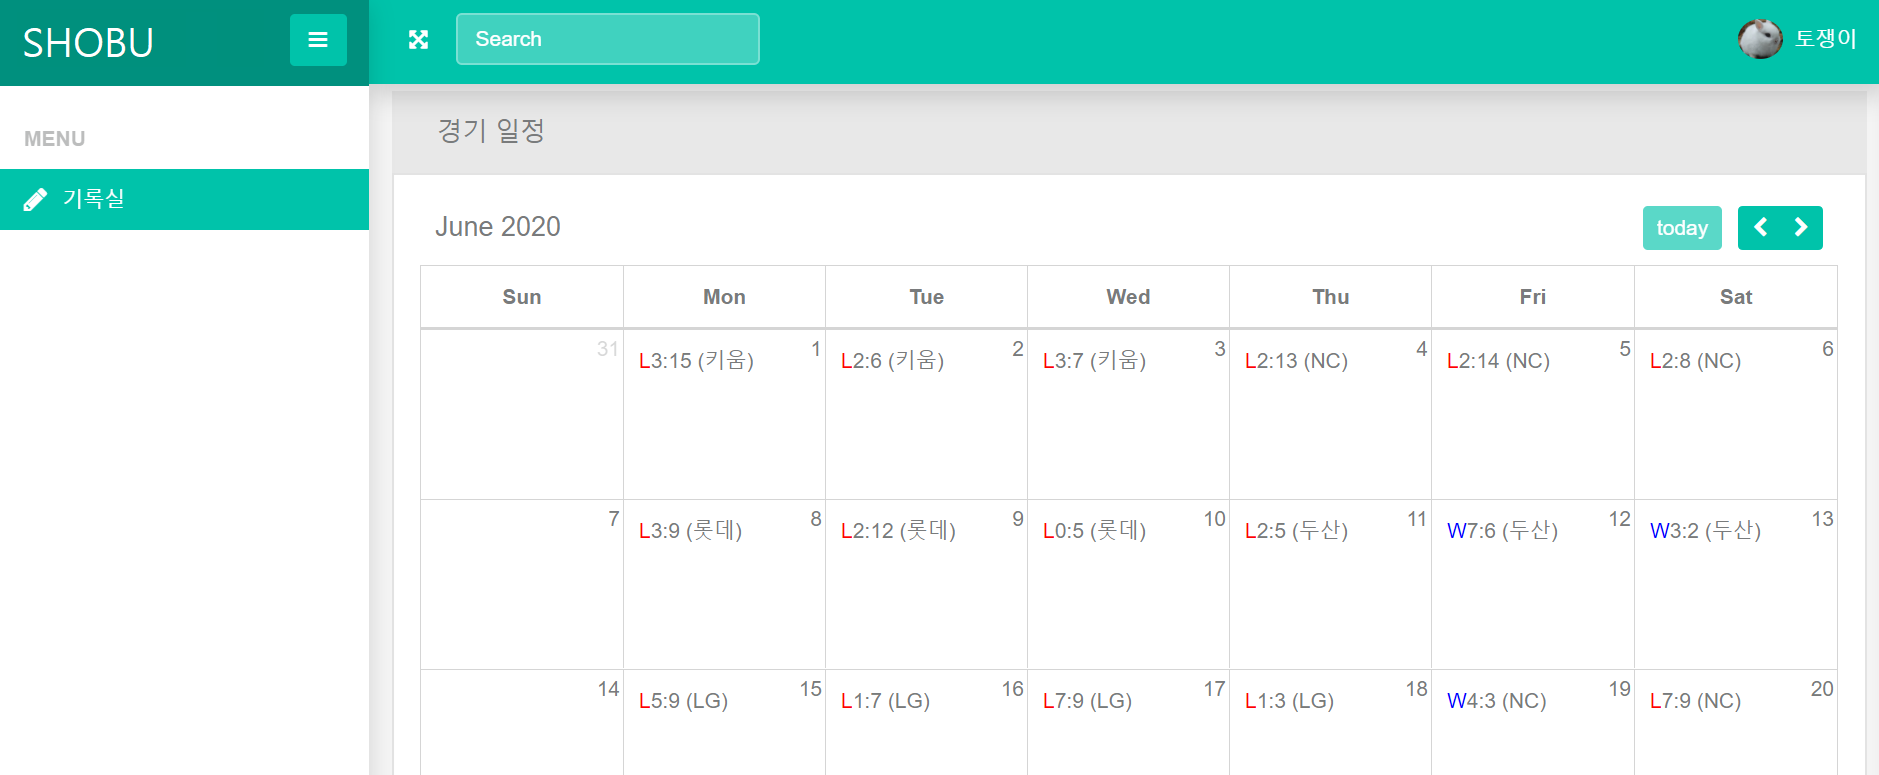 SHOBU
Search
토쟁이
MENU
기록실
경기 일정
June 2020
today
Sun Mon Tue Wed Thu Fri Sat
31 1 2 3 4 5 6
L3:15 (키움) L2:6 (키움) L3:7 (키움) L2:13 (NC) L2:14 (NC) L2:8 (NC)
7 8 9 10 11 12 13
L3:9 (롯데) L2:12 (롯데) L0:5 (롯데) L2:5 (두산) W7:6 (두산) W3:2 (두산)
14 15 16 17 18 19 20
L5:9 (LG) L1:7 (LG) L7:9 (LG) L1:3 (LG) W4:3 (NC) L7:9 (NC)